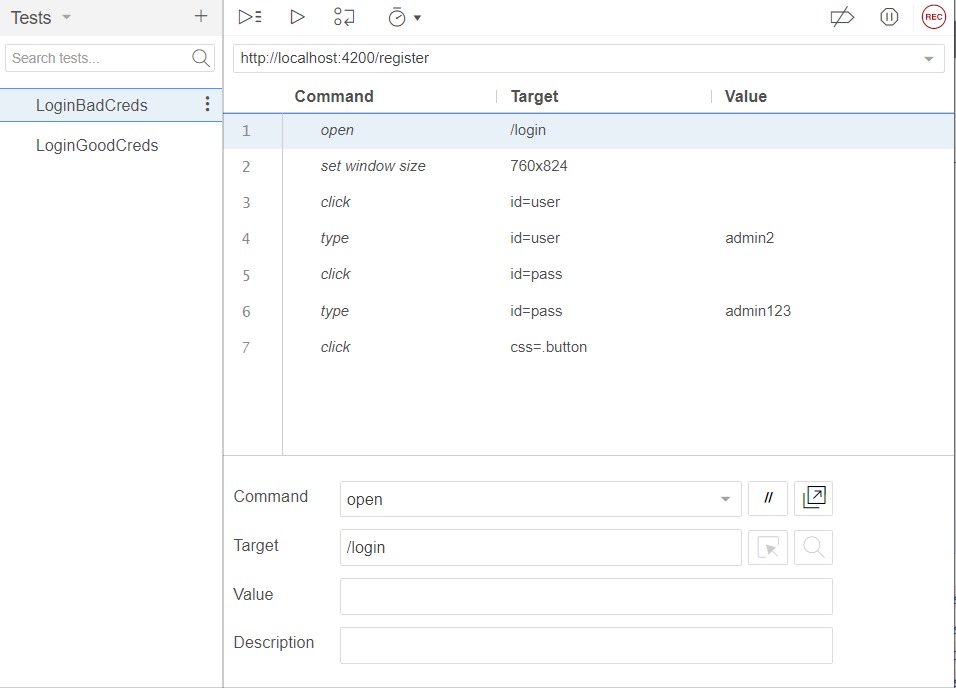 Tests
REC
Search tests...
http://localhost:4200/register
LoginBadCreds
LoginGoodCreds
Command Target Value
1 open /login
2 set window size 760x824
3 click id=user
4 type id=user admin2
5 click id=pass
6 type id=pass admin123
7 click css=.button
Command open //
Target /login
Value
Description